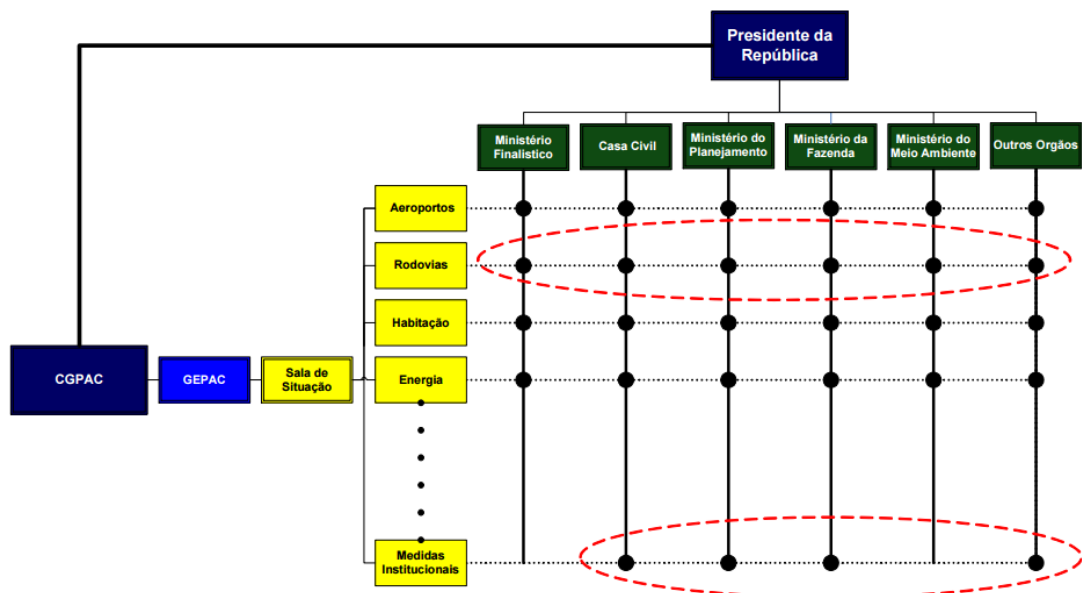 Presidente da
República
Ministério
Finalistico
Casa Civil
Ministério do
Planejamento
Ministério da
Fazenda
Ministério do
Meio Ambiente
Outros Orgãos
Aeroportos
Rodovias
Habitação
CGPAC
GEPAC
Sala de
Situação
Energia
Medidas
Institucionais